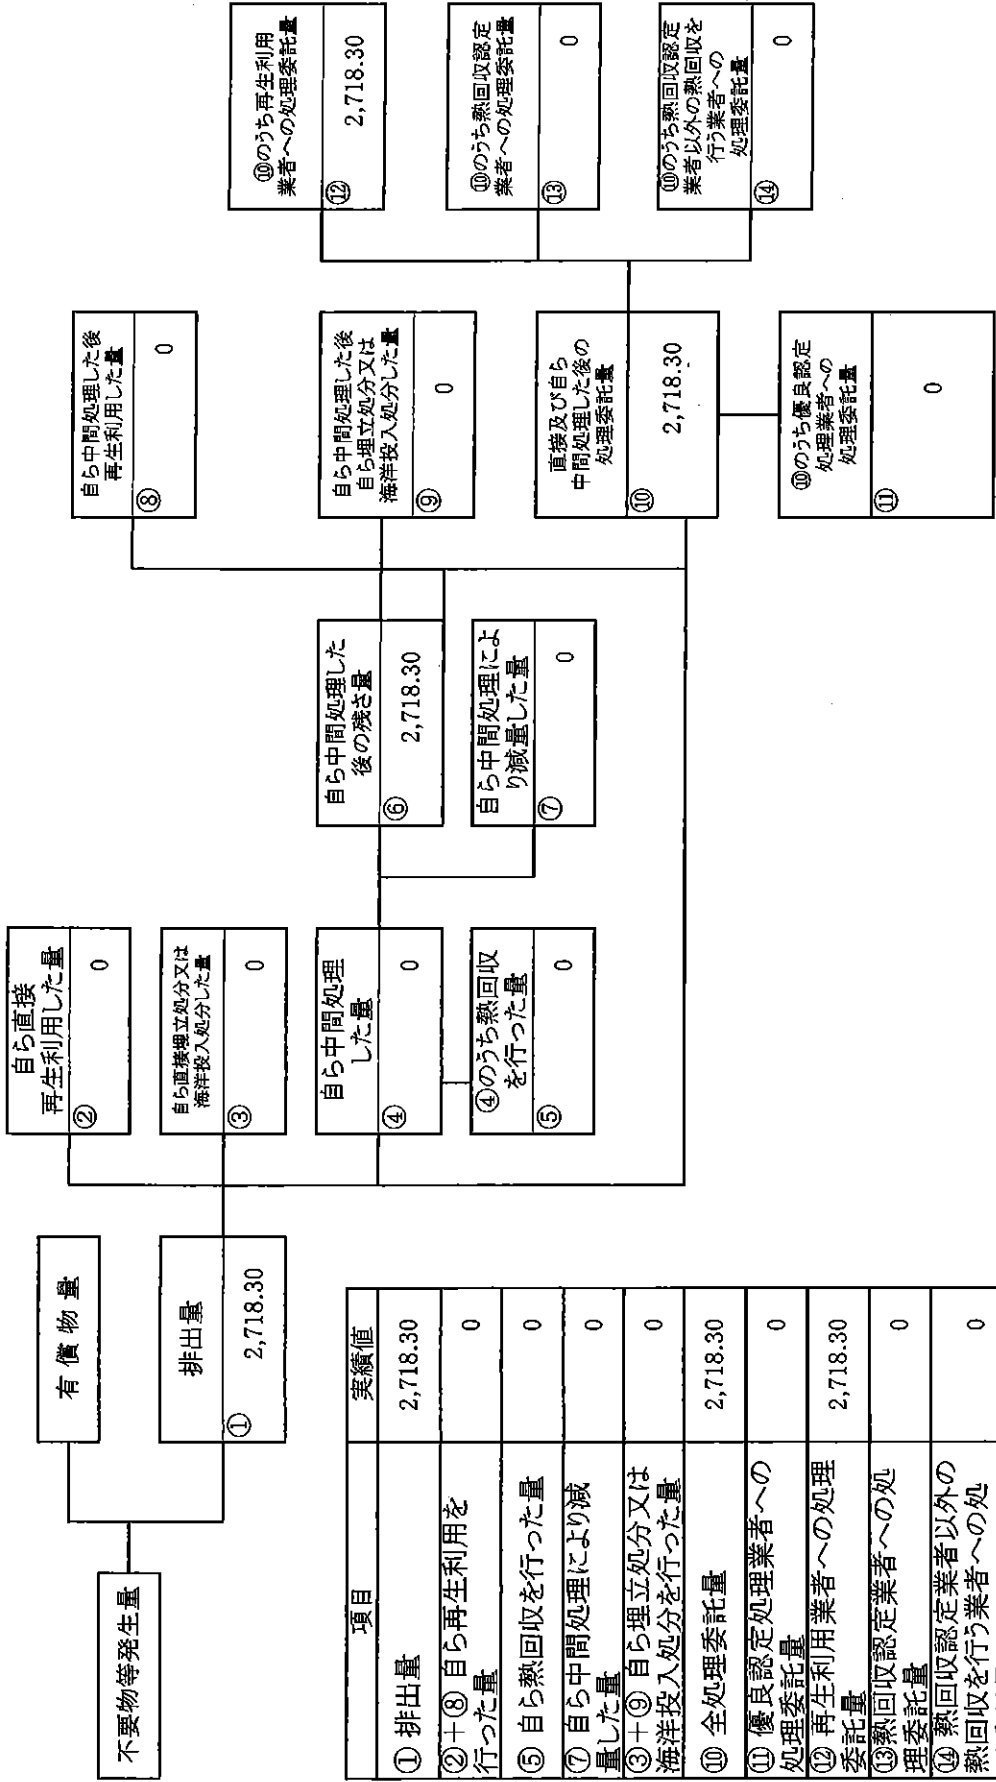 不要物等発生量
有 償 物 量
排出量
①
2,718.30
自ら直接
再生利用した量
②
0
自ら直接埋立処分又は
海洋投入処分した量
③
0
自ら中間処理
した量
④
0
④のうち熱回収
を行った量
⑤
0
自ら中間処理した
後の残さ量
⑥
2,718.30
自ら中間処理によ
り減量した量
⑦
0
自ら中間処理した後
再生利用した量
⑧
0
自ら中間処理した後
自ら埋立処分又は
海洋投入処分した量
⑨
0
直接及び自ら
中間処理した後の
処理委託量
⑩
2,718.30
⑩のうち優良認定
処理業者への
処理委託量
⑪
0
⑩のうち再生利用
業者への処理委託量
⑫
2,718.30
⑩のうち熱回収認定
業者への処理委託量
⑬
0
⑩のうち熱回収認定
業者以外の熱回収を
行う業者への
処理委託量
⑭
0
項目 実績値
① 排出量 2,718.30
②+⑧ 自ら再生利用を
行った量 0
⑤ 自ら熱回収を行った量 0
⑦ 自ら中間処理により減
量した量 0
③+⑨ 自ら埋立処分又は
海洋投入処分を行った量 0
⑩ 全処理委託量 2,718.30
⑪ 優良認定処理業者への
処理委託量 0
⑫ 再生利用業者への処理
委託量 2,718.30
⑬熱回収認定業者への処
理委託量 0
⑭ 熱回収認定業者以外の
熱回収を行う業者への処 0